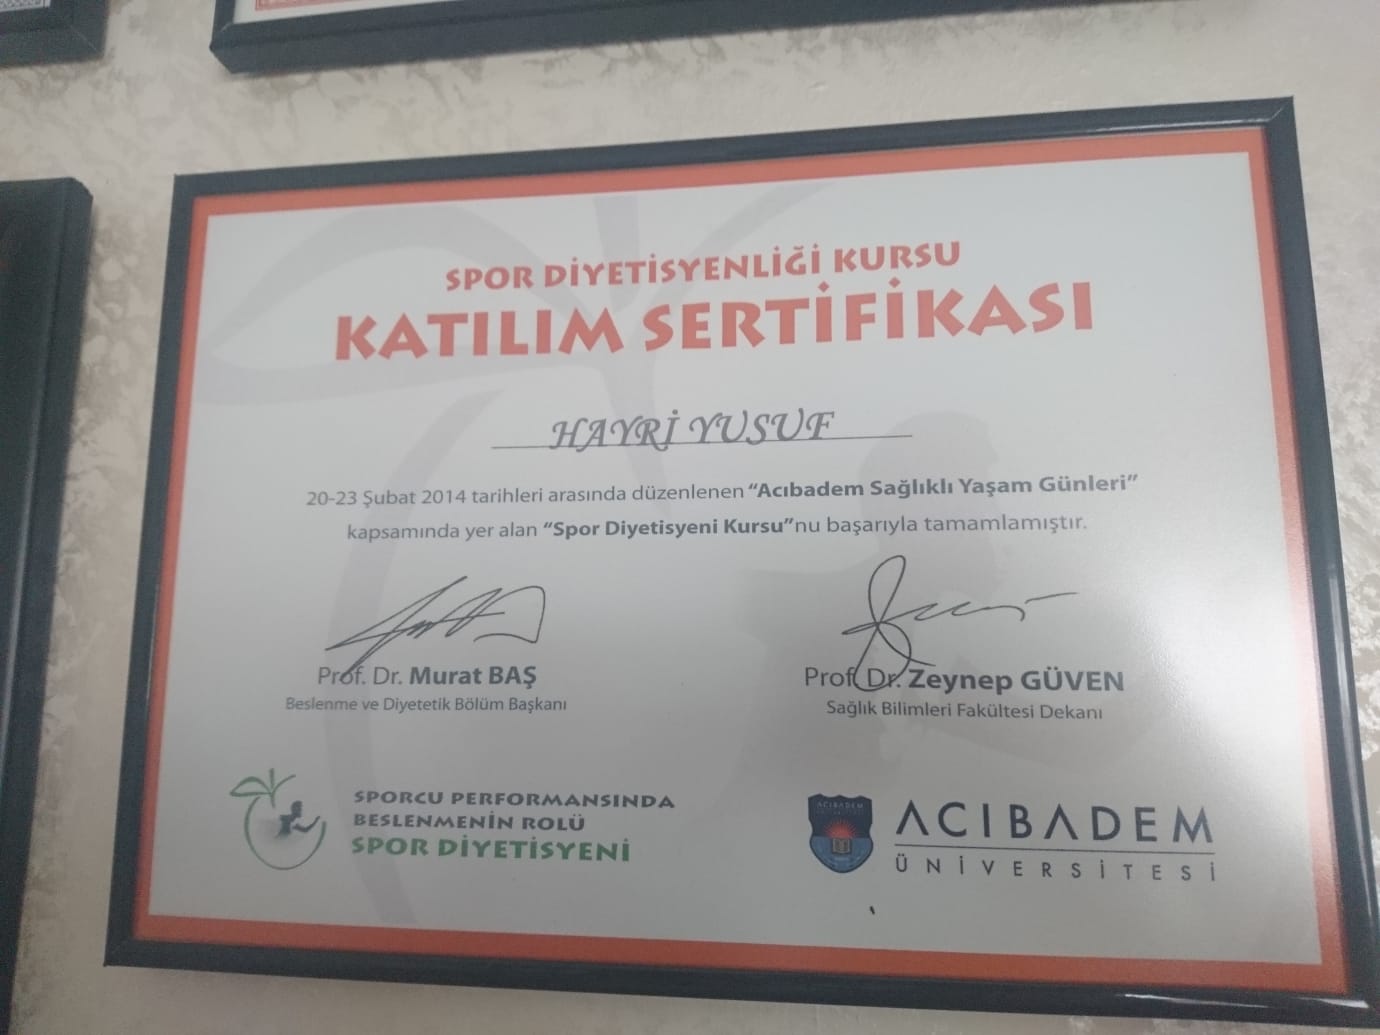 SPOR DİYETİSYENLİĞİ KURSU
KATILIM SERTİFİKASI
HAYRİ YUSUF
20-23 Şubat 2014 tarihleri arasında düzenlenen "Acıbadem Sağlıklı Yaşam Günleri"
kapsamında yer alan "Spor Diyetisyeni Kursu"nu başarıyla tamamlamıştır.
Prof. Dr. Murat BAŞ
Beslenme ve Diyetetik Bölüm Başkanı
Prof. Dr. Zeynep GÜVEN
Sağlık Bilimleri Fakültesi Dekanı
SPORCU PERFORMANSINDA
BESLENMENİN ROLÜ
SPOR DİYETİSYENİ
ACIBADEM
ACIBADEM
ÜNİVERSİTESİ